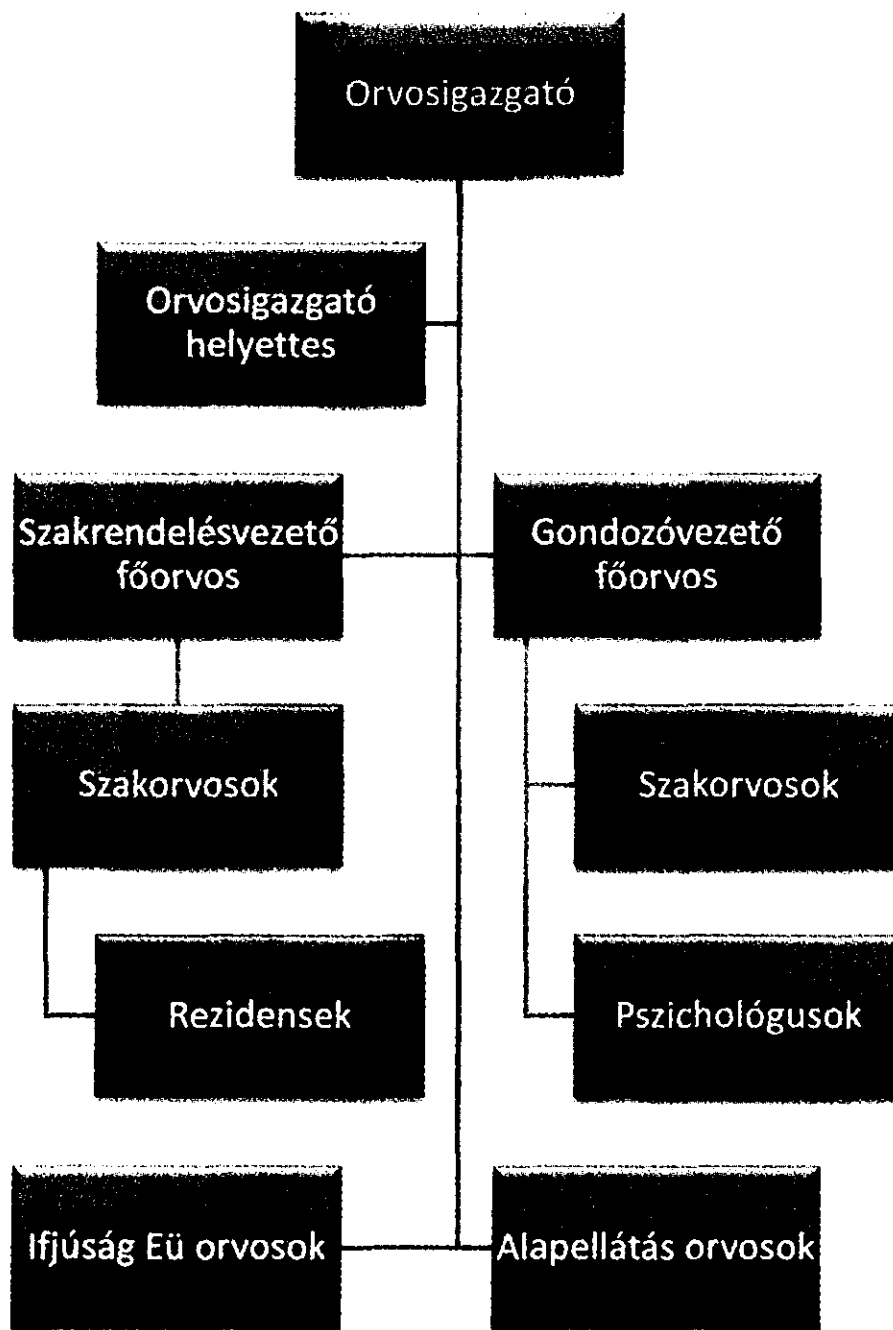 Orvosigazgató
Orvosigazgató
helyettes
Szakrendelésvezető
főorvos
Gondozóvezető
főorvos
Szakorvosok
Szakorvosok
Rezidensek
Pszichológusok
Ifjúság Eü orvosok
Alapellátás orvosok